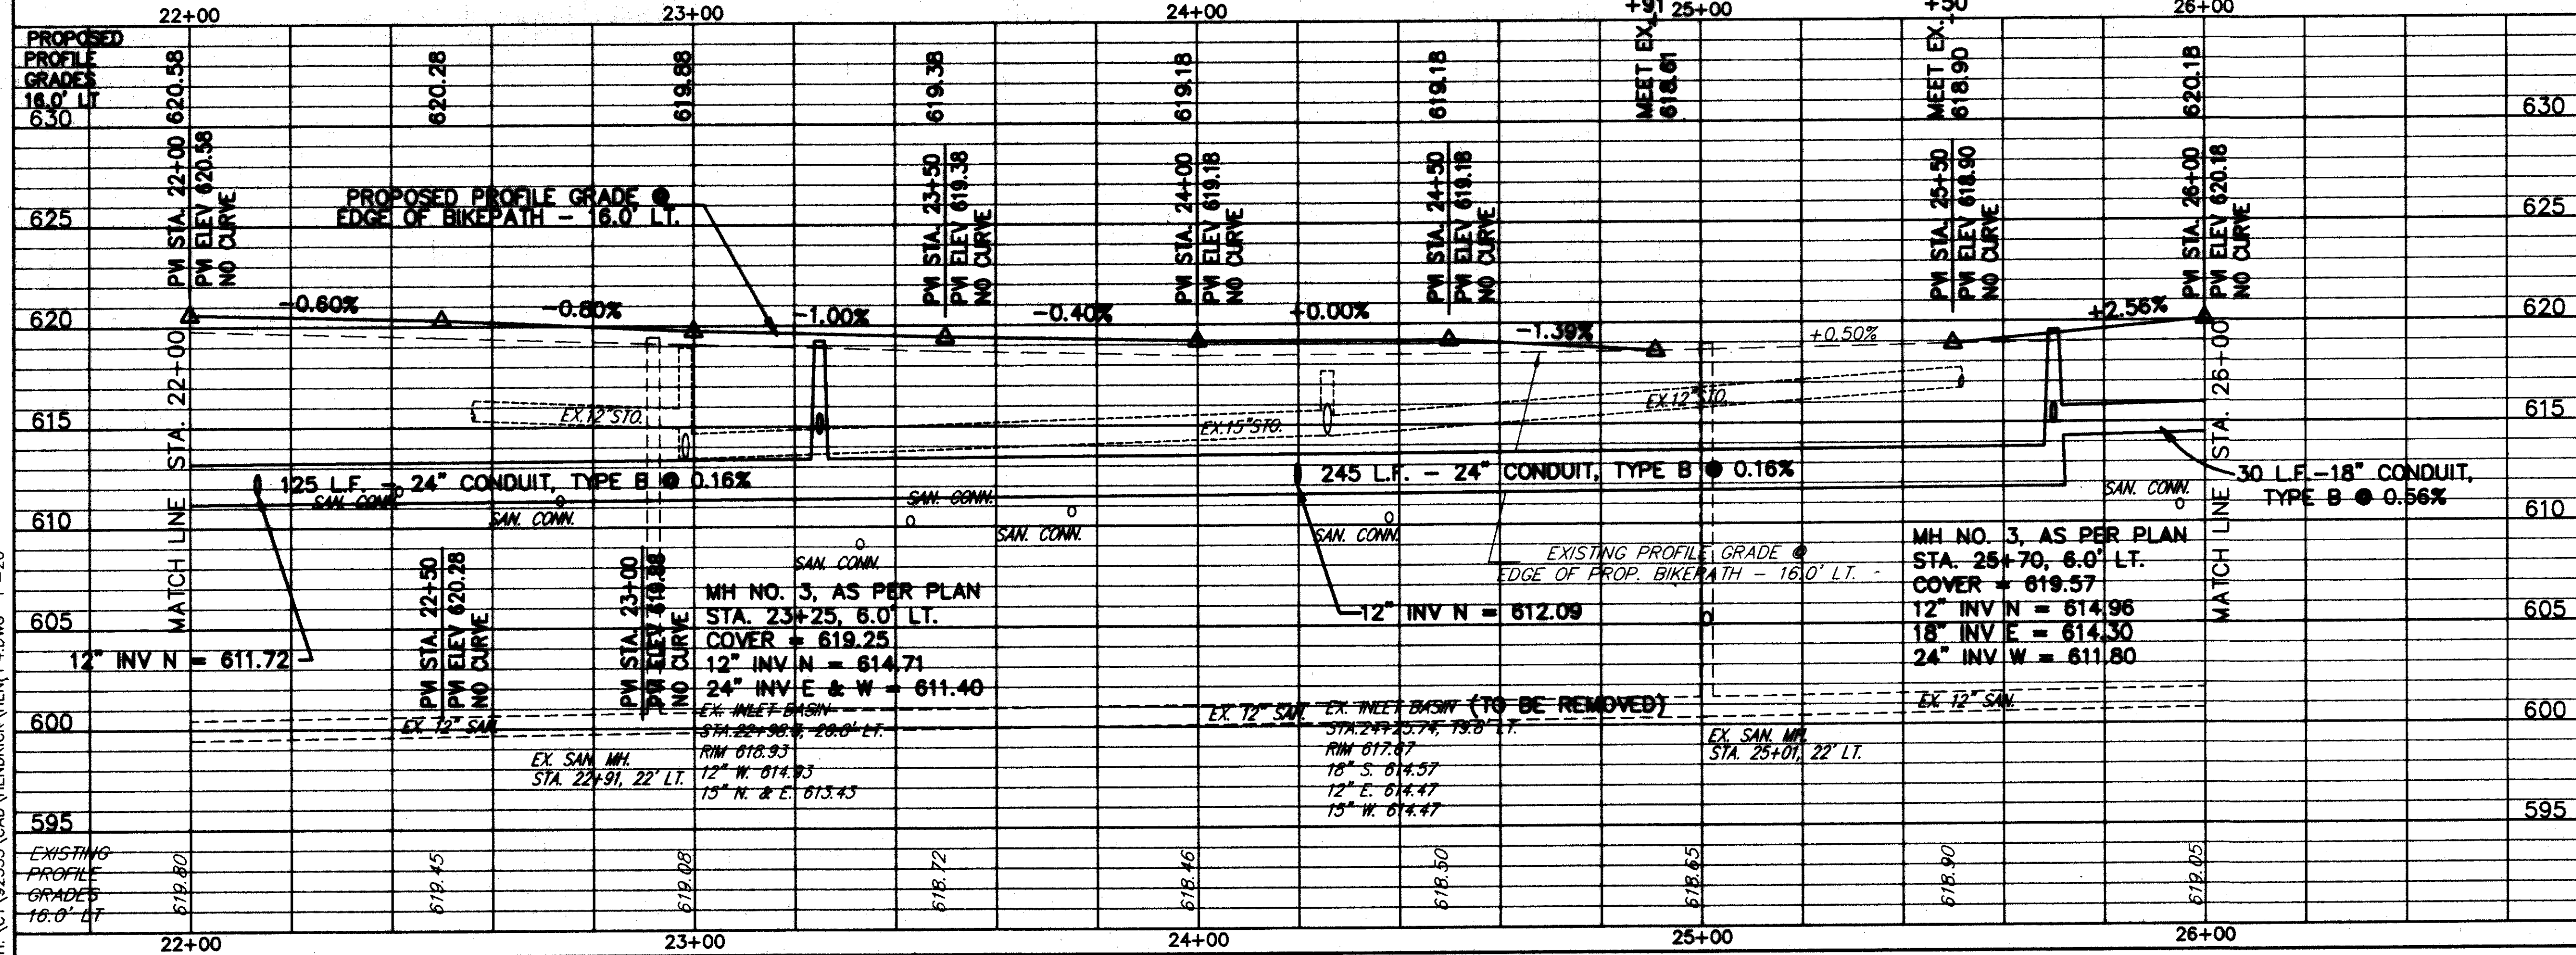 22+00 23+00 24+00 +91 25+00 +50 26+00
PROPOSED
PROFILE
GRADES
16.0' LT
620.58
620.28
619.88
619.38
619.18
619.18
MEET EX.
618.61
MEET EX.
618.90
620.18
630 630
625 625
620 620
615 615
610 610
605 605
600 600
595 595
PVI STA. 22+00
PVI ELEV 620.58
NO CURVE
PROPOSED PROFILE GRADE @
EDGE OF BIKEPATH - 16.0' LT.
PVI STA. 23+50
PVI ELEV 619.38
NO CURVE
PVI STA. 24+00
PVI ELEV 619.18
NO CURVE
PVI STA. 24+50
PVI ELEV 619.18
NO CURVE
PVI STA. 25+50
PVI ELEV 618.90
NO CURVE
PVI STA. 26+00
PVI ELEV 620.18
NO CURVE
-0.60%
-0.80%
-1.00%
-0.40%
+0.00%
-1.39%
+0.50%
+2.56%
MATCH LINE STA. 22+00
MATCH LINE STA. 26+00
EX.12"STO.
EX.15"STO.
EX.12"STO.
125 L.F. - 24" CONDUIT, TYPE B @ 0.16%
245 L.F. - 24" CONDUIT, TYPE B @ 0.16%
30 L.F.-18" CONDUIT,
TYPE B @ 0.56%
SAN. CONN.
SAN. CONN.
SAN. CONN.
SAN. CONN.
SAN. CONN.
SAN. CONN.
SAN. CONN.
EXISTING PROFILE GRADE @
EDGE OF PROP. BIKEPATH - 16.0' LT.
12" INV N = 611.72
12" INV N = 612.09
PVI STA. 22+50
PVI ELEV 620.28
NO CURVE
PVI STA. 23+00
PVI ELEV 619.88
NO CURVE
MH NO. 3, AS PER PLAN
STA. 23+25, 6.0' LT.
COVER = 619.25
12" INV N = 614.71
24" INV E & W = 611.40
MH NO. 3, AS PER PLAN
STA. 25+70, 6.0' LT.
COVER = 619.57
12" INV N = 614.96
18" INV E = 614.30
24" INV W = 611.80
EX. 12" SAN.
EX. 12" SAN.
EX. 12" SAN.
EX. SAN. MH.
STA. 22+91, 22' LT.
EX. INLET BASIN
RIM 618.93
12" W. 614.93
15" N. & E. 613.43
EX. INLET BASIN (TO BE REMOVED)
STA.24+25.74, 19.8' LT.
RIM 617.67
18" S. 614.57
12" E. 614.47
15" W. 614.47
EX. SAN. MH.
STA. 25+01, 22' LT.
EXISTING
PROFILE
GRADES
16.0' LT
619.80
619.45
619.08
618.72
618.46
618.50
618.65
618.90
619.05
22+00 23+00 24+00 25+00 26+00